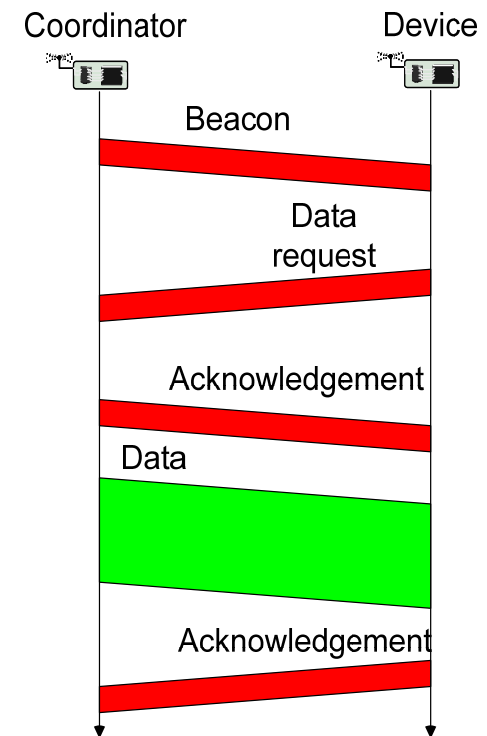 Coordinator
Device
Beacon
Data
request
Acknowledgement
Data
Acknowledgement